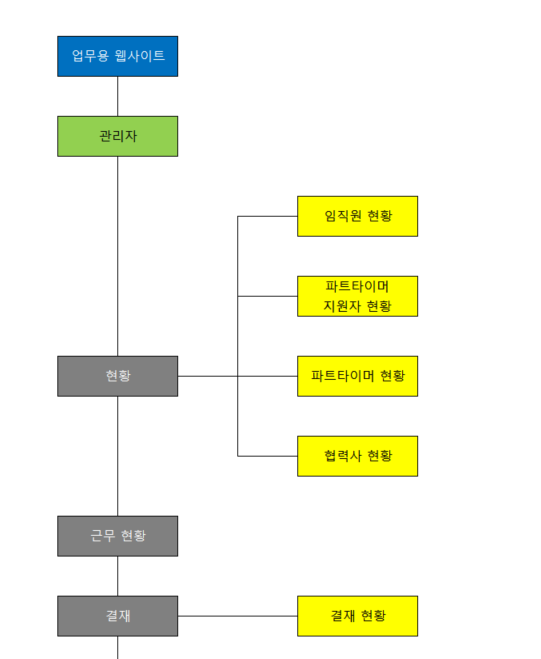 업무용 웹사이트
관리자
임직원 현황
파트타이머
지원자 현황
현황
파트타이머 현황
협력사 현황
근무 현황
결재
결재 현황